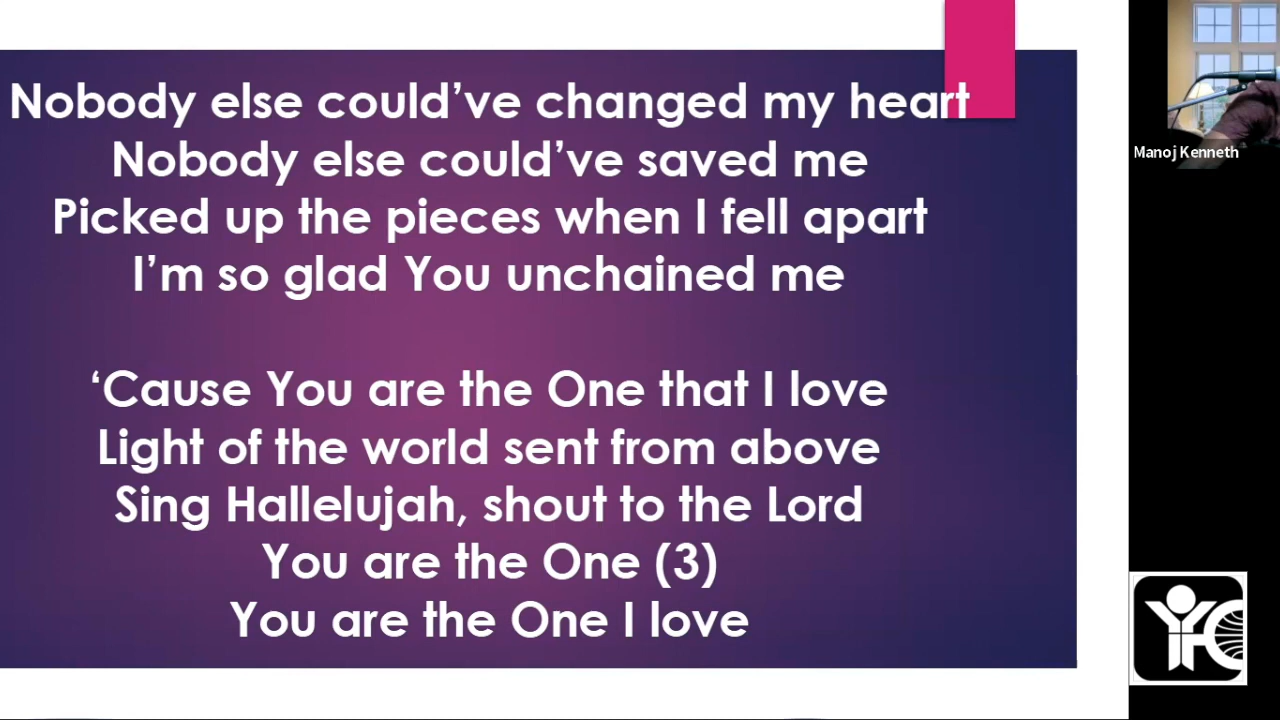 Nobody else could’ve changed my heart
Nobody else could’ve saved me
Picked up the pieces when I fell apart
I’m so glad You unchained me
‘Cause You are the One that I love
Light of the world sent from above
Sing Hallelujah, shout to the Lord
You are the One (3)
You are the One I love
Manoj Kenneth
YFC